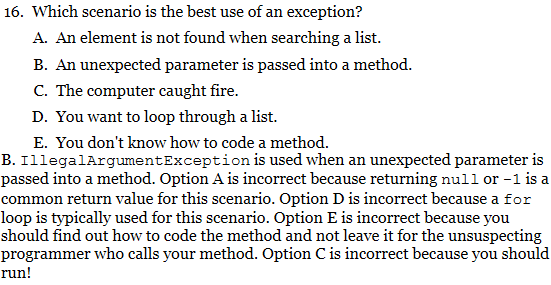 16. Which scenario is the best use of an exception?
A. An element is not found when searching a list.
B. An unexpected parameter is passed into a method.
C. The computer caught fire.
D. You want to loop through a list.
E. You don't know how to code a method.
B. IllegalArgumentException is used when an unexpected parameter is
passed into a method. Option A is incorrect because returning null or -1 is a
common return value for this scenario. Option D is incorrect because a for
loop is typically used for this scenario. Option E is incorrect because you
should find out how to code the method and not leave it for the unsuspecting
programmer who calls your method. Option C is incorrect because you should
run!